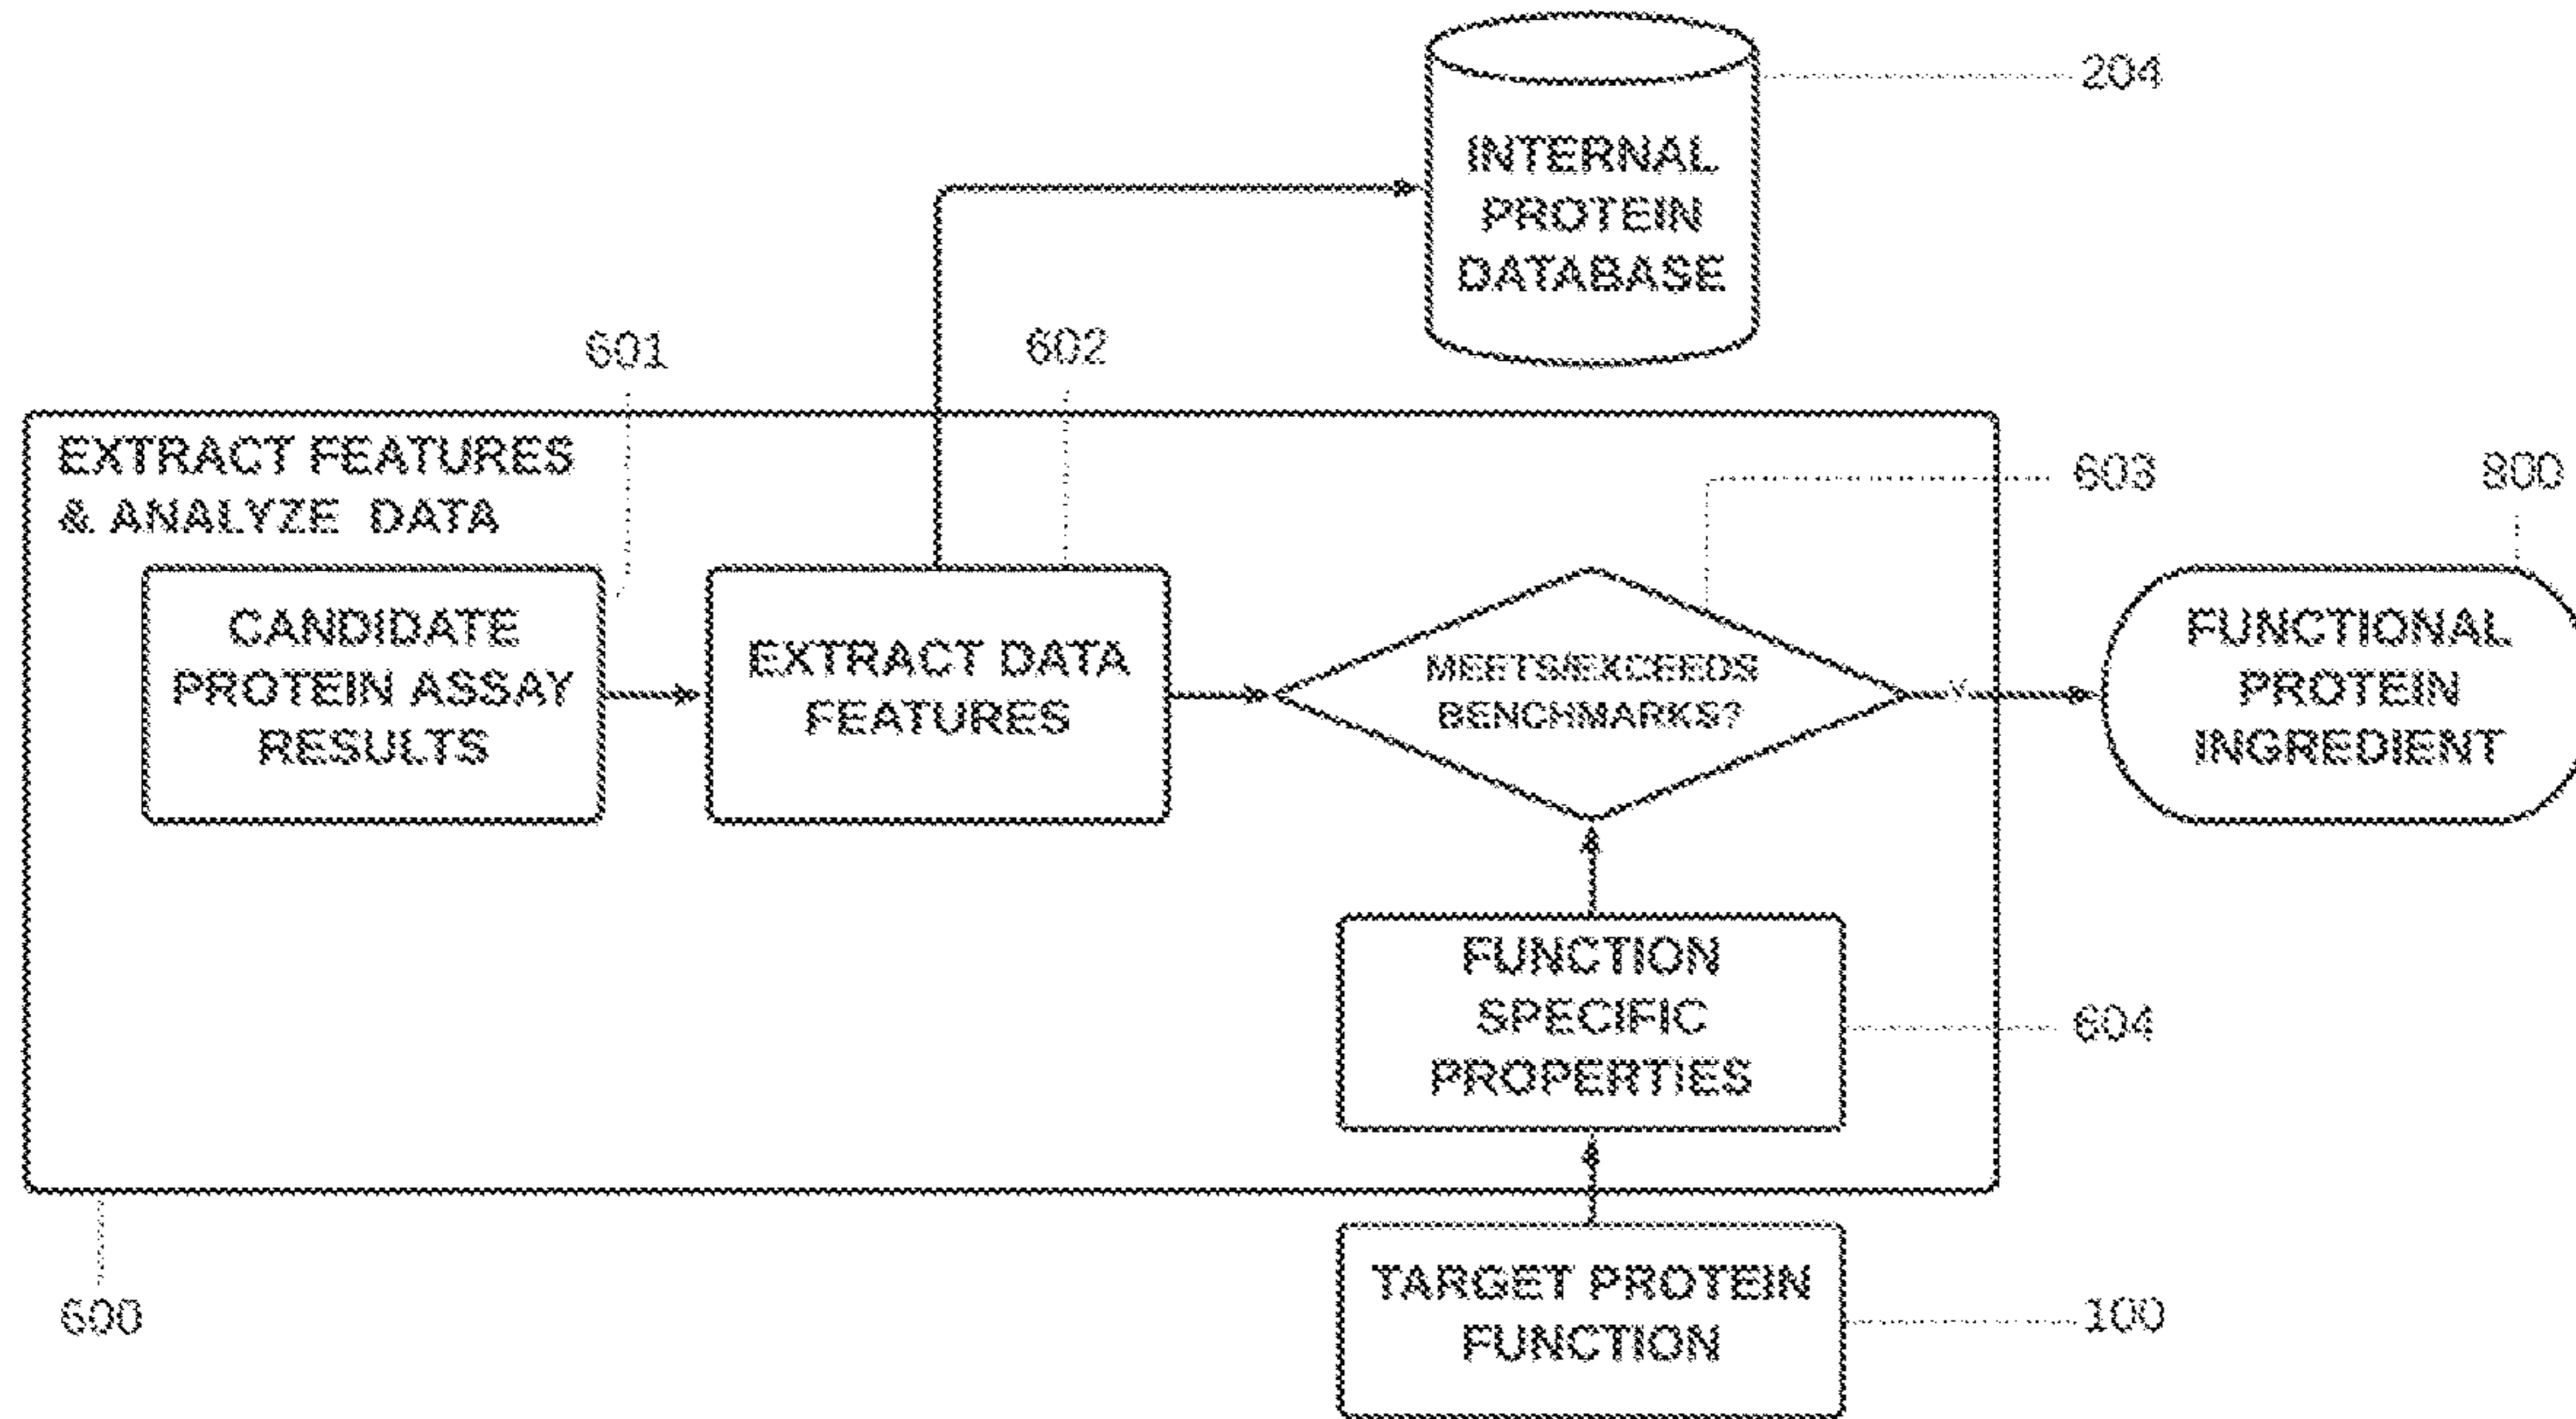 204
INTERNAL
PROTEIN
DATABASE
601
602
EXTRACT FEATURES
& ANALYZE DATA
603
800
CANDIDATE
PROTEIN ASSAY
RESULTS
EXTRACT DATA
FEATURES
MEETS/EXCEEDS
BENCHMARKS?
Y
FUNCTIONAL
PROTEIN
INGREDIENT
FUNCTION
SPECIFIC
PROPERTIES
604
600
TARGET PROTEIN
FUNCTION
100